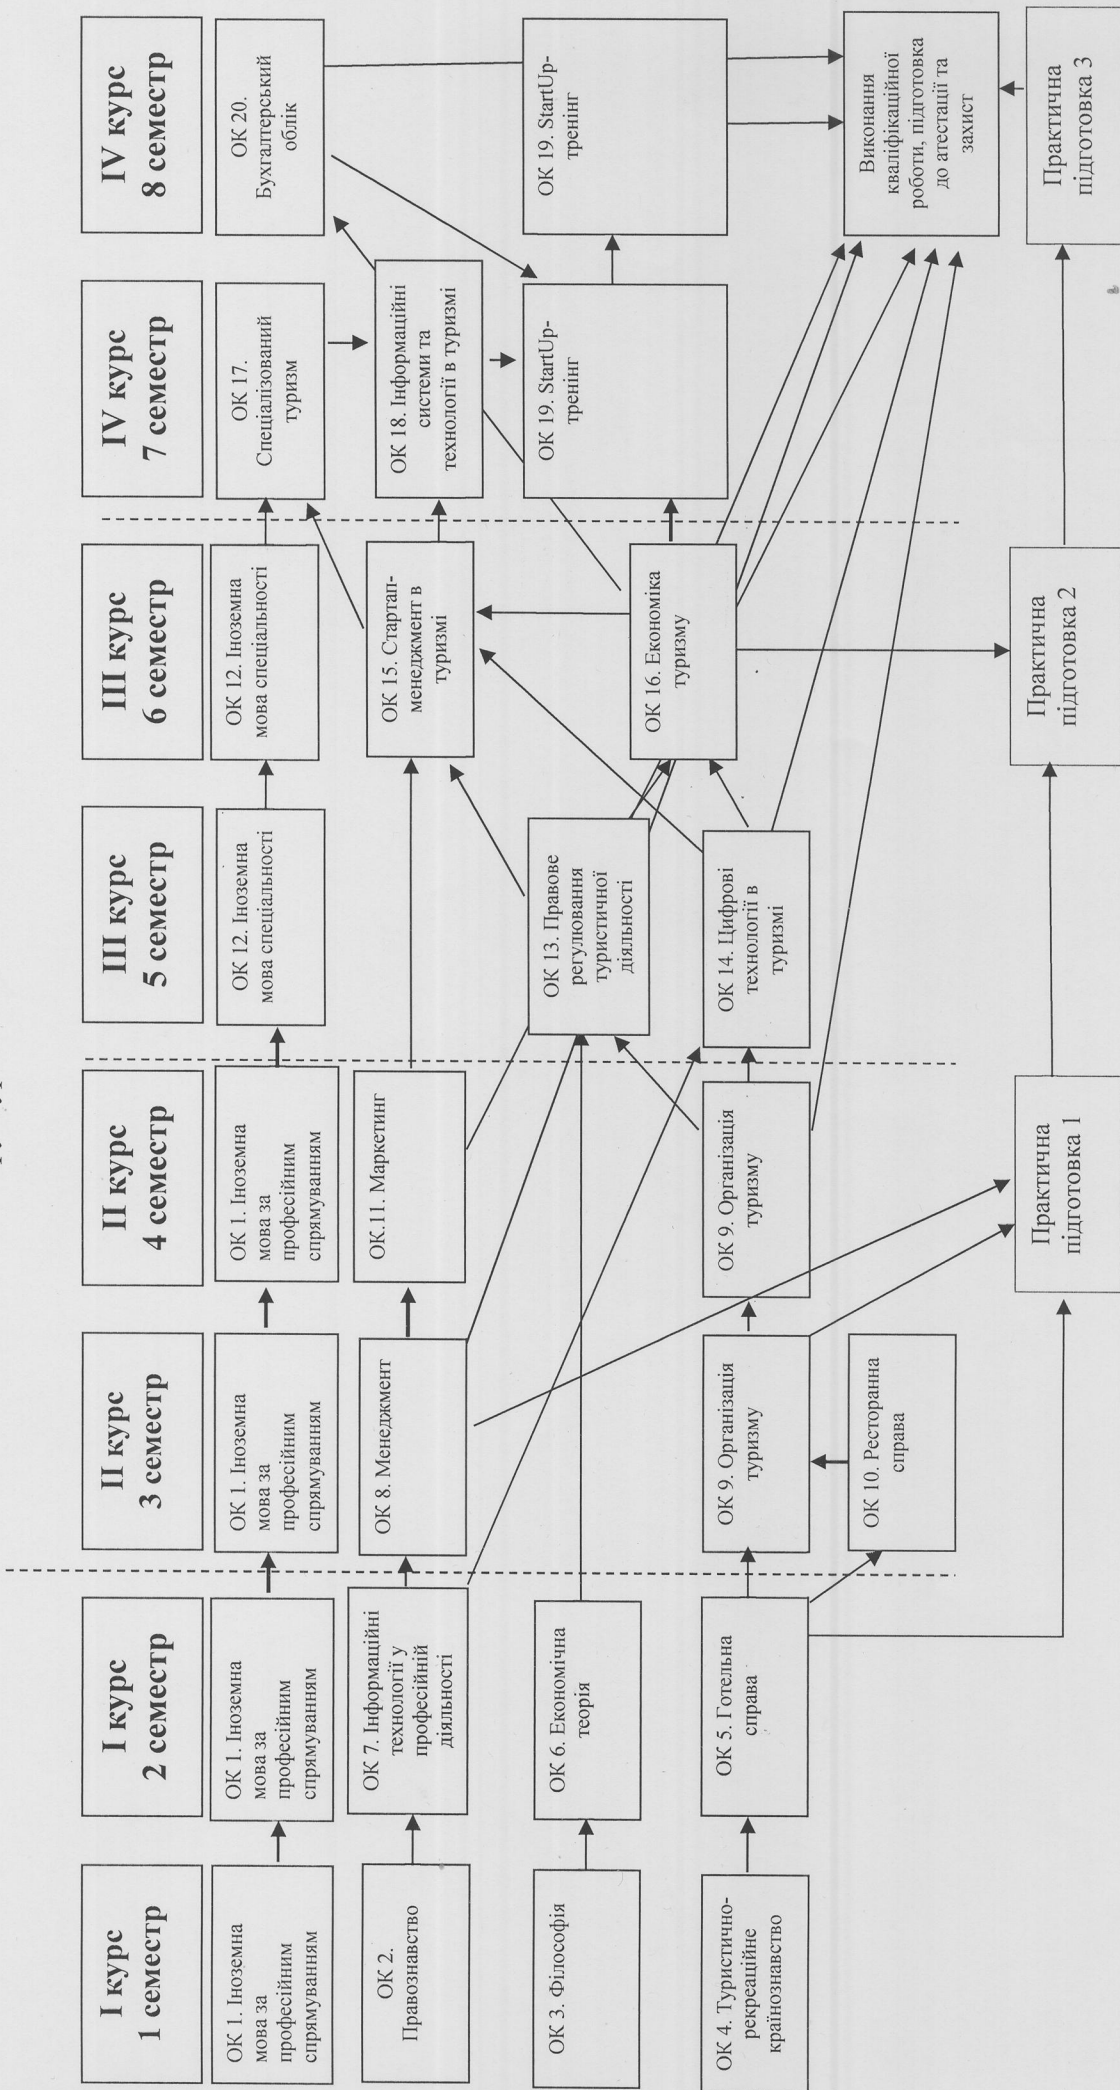 I курс
1 семестр
ОК 1. Іноземна
мова за
професійним
спрямуванням
ОК 2.
Правознавство
ОК 3. Філософія
ОК 4. Туристично-
рекреаційне
країнознавство
I курс
2 семестр
ОК 1. Іноземна
мова за
професійним
спрямуванням
ОК 7. Інформаційні
технології у
професійній
діяльності
ОК 6. Економічна
теорія
ОК 5. Готельна
справа
II курс
3 семестр
ОК 1. Іноземна
мова за
професійним
спрямуванням
ОК 8. Менеджмент
ОК 9. Організація
туризму
ОК 10. Ресторанна
справа
II курс
4 семестр
ОК 1. Іноземна
мова за
професійним
спрямуванням
ОК.11. Маркетинг
ОК 9. Організація
туризму
Практична
підготовка 1
III курс
5 семестр
ОК 12. Іноземна
мова спеціальності
ОК 13. Правове
регулювання
туристичної
діяльності
ОК 14. Цифрові
технології в
туризмі
III курс
6 семестр
ОК 12. Іноземна
мова спеціальності
ОК 15. Стартап-
менеджмент в
туризмі
ОК 16. Економіка
туризму
Практична
підготовка 2
IV курс
7 семестр
ОК 17.
Спеціалізований
туризм
ОК 18. Інформаційні
системи та
технології в туризмі
ОК 19. StartUp-
тренінг
IV курс
8 семестр
ОК 20.
Бухгалтерський
облік
ОК 19. StartUp-
тренінг
Виконання
кваліфікаційної
роботи, підготовка
до атестації та
захист
Практична
підготовка 3